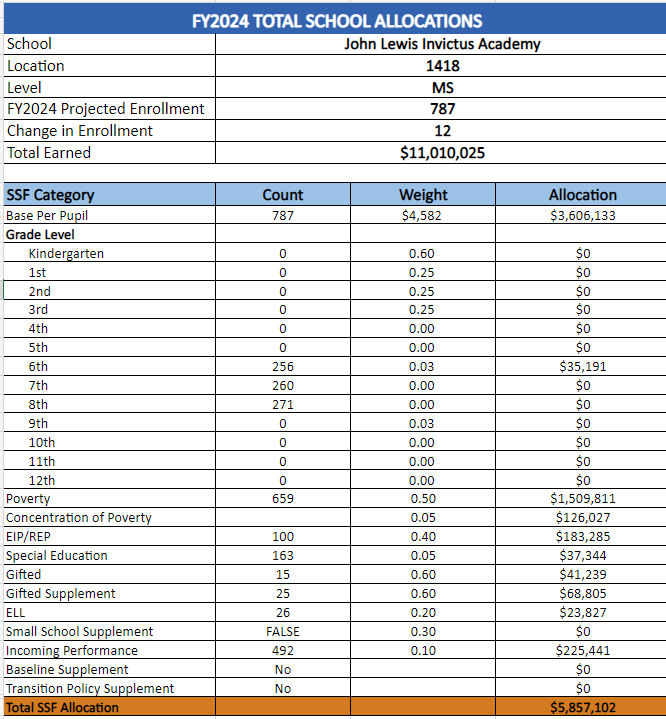 FY2024 TOTAL SCHOOL ALLOCATIONS
School John Lewis Invictus Academy
Location 1418
Level MS
FY2024 Projected Enrollment 787
Change in Enrollment 12
Total Earned $11,010,025
SSF Category Count Weight Allocation
Base Per Pupil 787 $4,582 $3,606,133
Grade Level
Kindergarten 0 0.60 $0
1st 0 0.25 $0
2nd 0 0.25 $0
3rd 0 0.25 $0
4th 0 0.00 $0
5th 0 0.00 $0
6th 256 0.03 $35,191
7th 260 0.00 $0
8th 271 0.00 $0
9th 0 0.03 $0
10th 0 0.00 $0
11th 0 0.00 $0
12th 0 0.00 $0
Poverty 659 0.50 $1,509,811
Concentration of Poverty 0.05 $126,027
EIP/REP 100 0.40 $183,285
Special Education 163 0.05 $37,344
Gifted 15 0.60 $41,239
Gifted Supplement 25 0.60 $68,805
ELL 26 0.20 $23,827
Small School Supplement FALSE 0.30 $0
Incoming Performance 492 0.10 $225,441
Baseline Supplement No $0
Transition Policy Supplement No $0
Total SSF Allocation $5,857,102